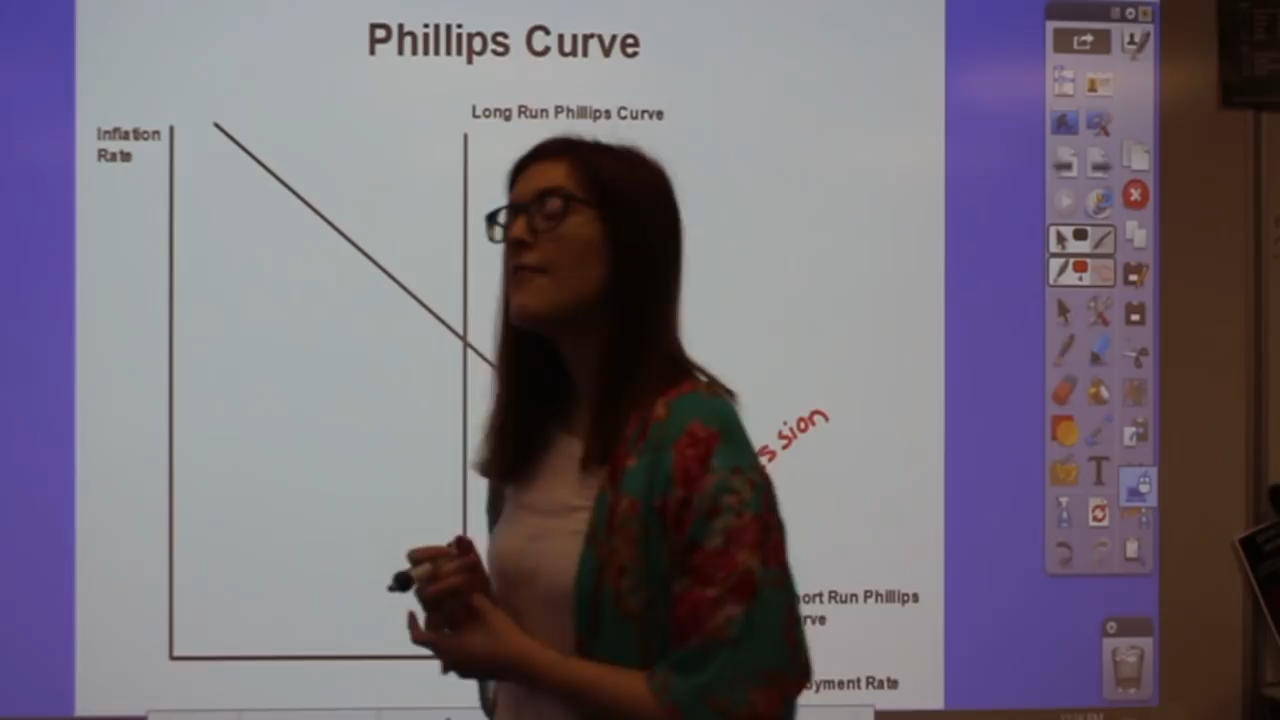 Phillips Curve
Long Run Phillips Curve
Inflation
Rate
ssion
ort Run Phillips
rve
oyment Rate